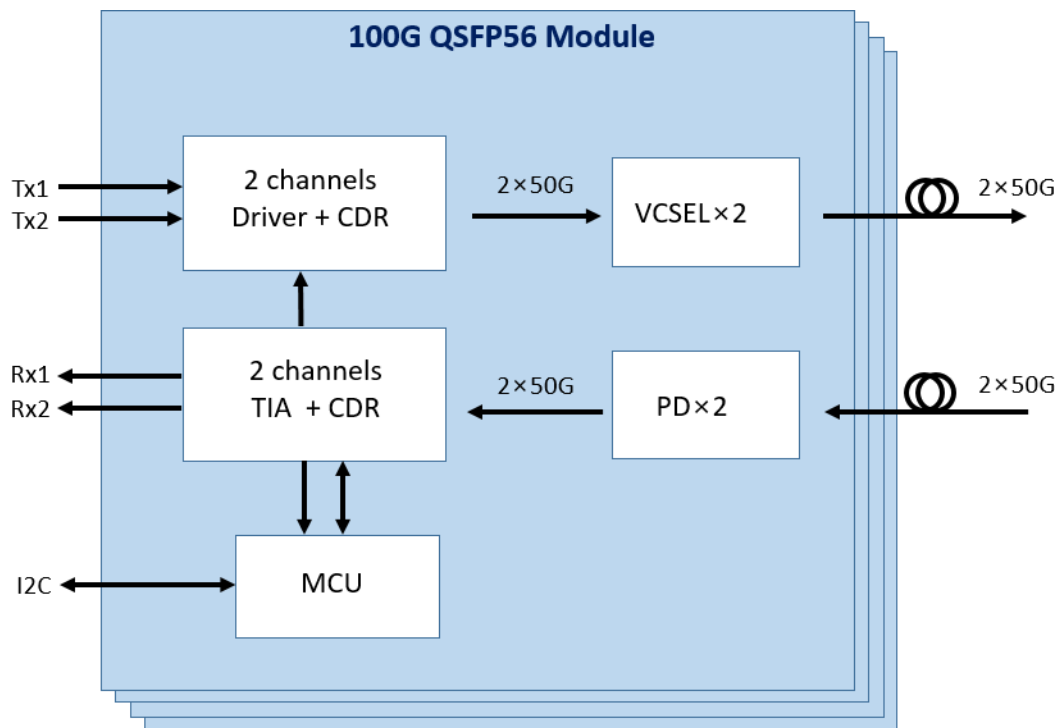 100G QSFP56 Module
Tx1
Tx2
2 channels
Driver + CDR
2×50G
VCSEL×2
2×50G
Rx1
Rx2
2 channels
TIA + CDR
2×50G
PD×2
2×50G
I2C
MCU